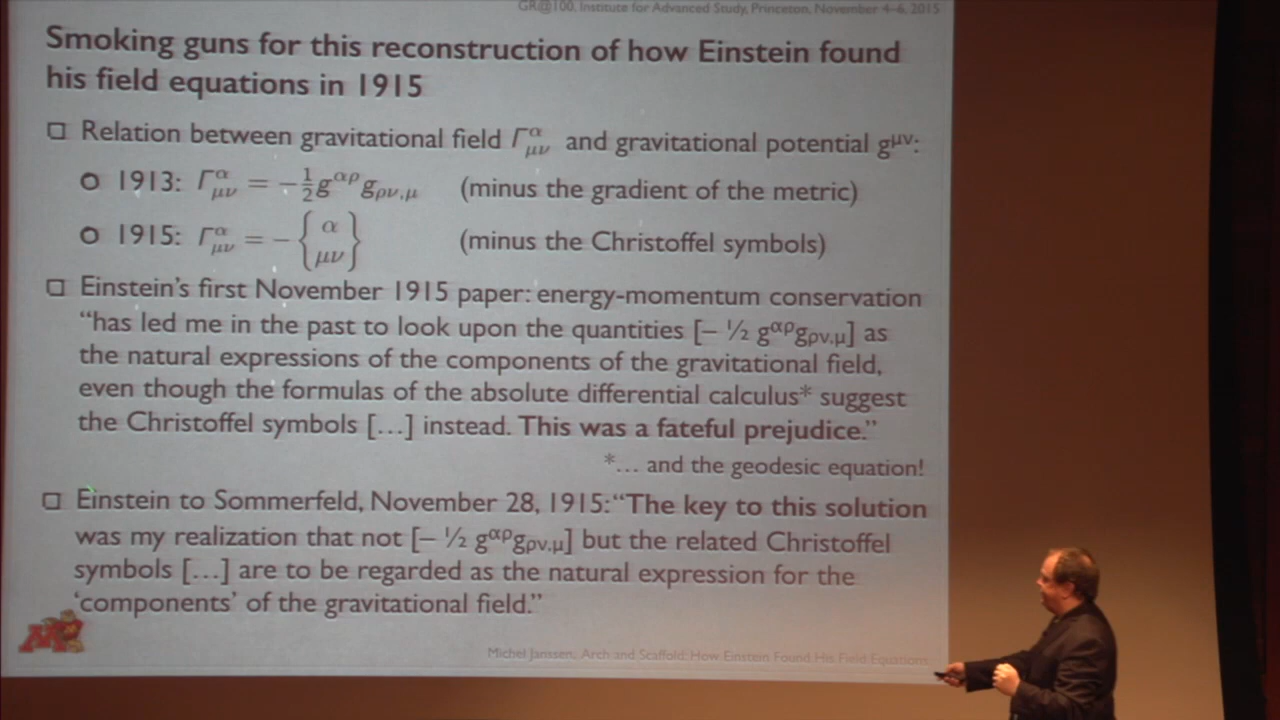 GR@100, Institute for Advanced Study, Princeton, November 4-6, 2015
Smoking guns for this reconstruction of how Einstein found
his field equations in 1915
Relation between gravitational field Γ^α_μν and gravitational potential g^μν:
1913: Γ^α_μν = −½ g^αρ g_ρν,μ (minus the gradient of the metric)
1915: Γ^α_μν = −{α μν} (minus the Christoffel symbols)
Einstein's first November 1915 paper: energy-momentum conservation
“has led me in the past to look upon the quantities [– ½ g^αρ g_ρν,μ] as
the natural expressions of the components of the gravitational field,
even though the formulas of the absolute differential calculus* suggest
the Christoffel symbols […] instead. This was a fateful prejudice.”
*… and the geodesic equation!
Einstein to Sommerfeld, November 28, 1915: “The key to this solution
was my realization that not [– ½ g^αρ g_ρν,μ] but the related Christoffel
symbols […] are to be regarded as the natural expression for the
‘components’ of the gravitational field.”
M
Michel Janssen, Arch and Scaffold: How Einstein Found His Field Equations